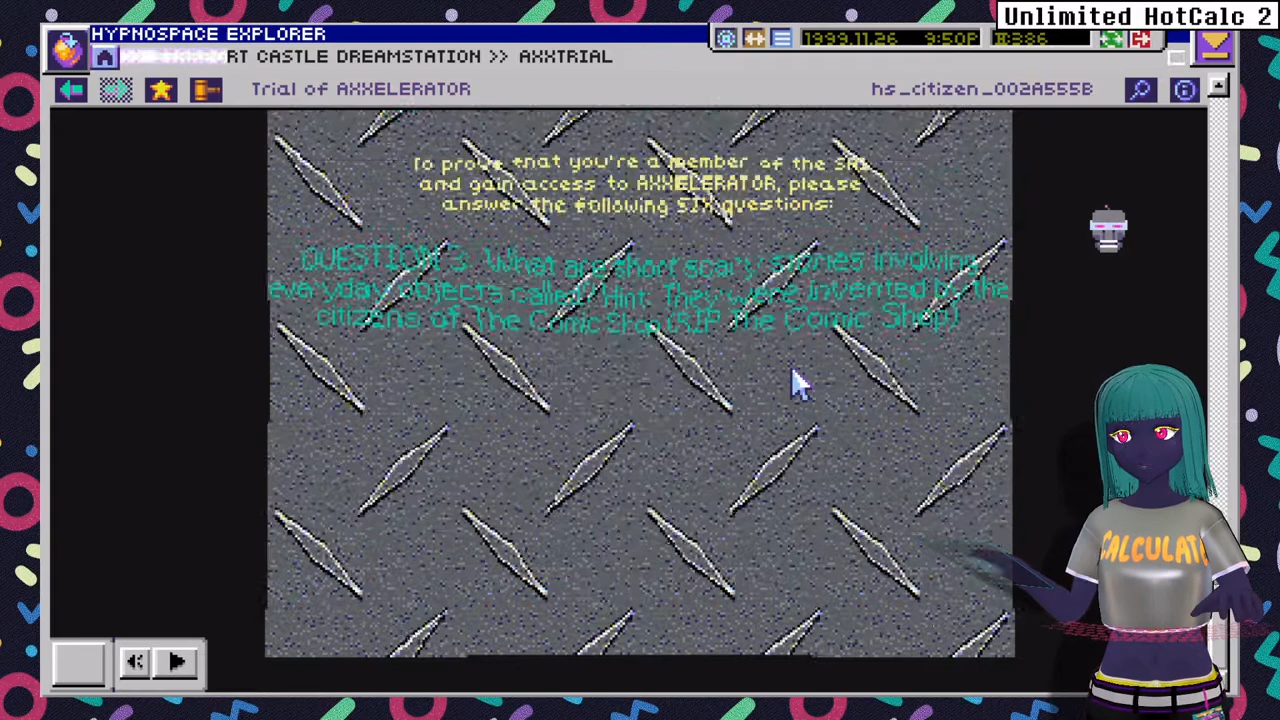 Unlimited HotCalc 2
HYPNOSPACE EXPLORER
1999.11.26 9:50P 386
RT CASTLE DREAMSTATION >> AXXTRIAL
Trial of AXXELERATOR
hs_citizen_002A555B
To prove that you're a member of the
and gain access to AXXELERATOR, please
answer the following SIX questions:
QUESTION 3: What are short scary stories involving
everyday objects called? Hint: They were invented by the
citizens of The Comic Shop (RIP The Comic Shop)
CALCULATE